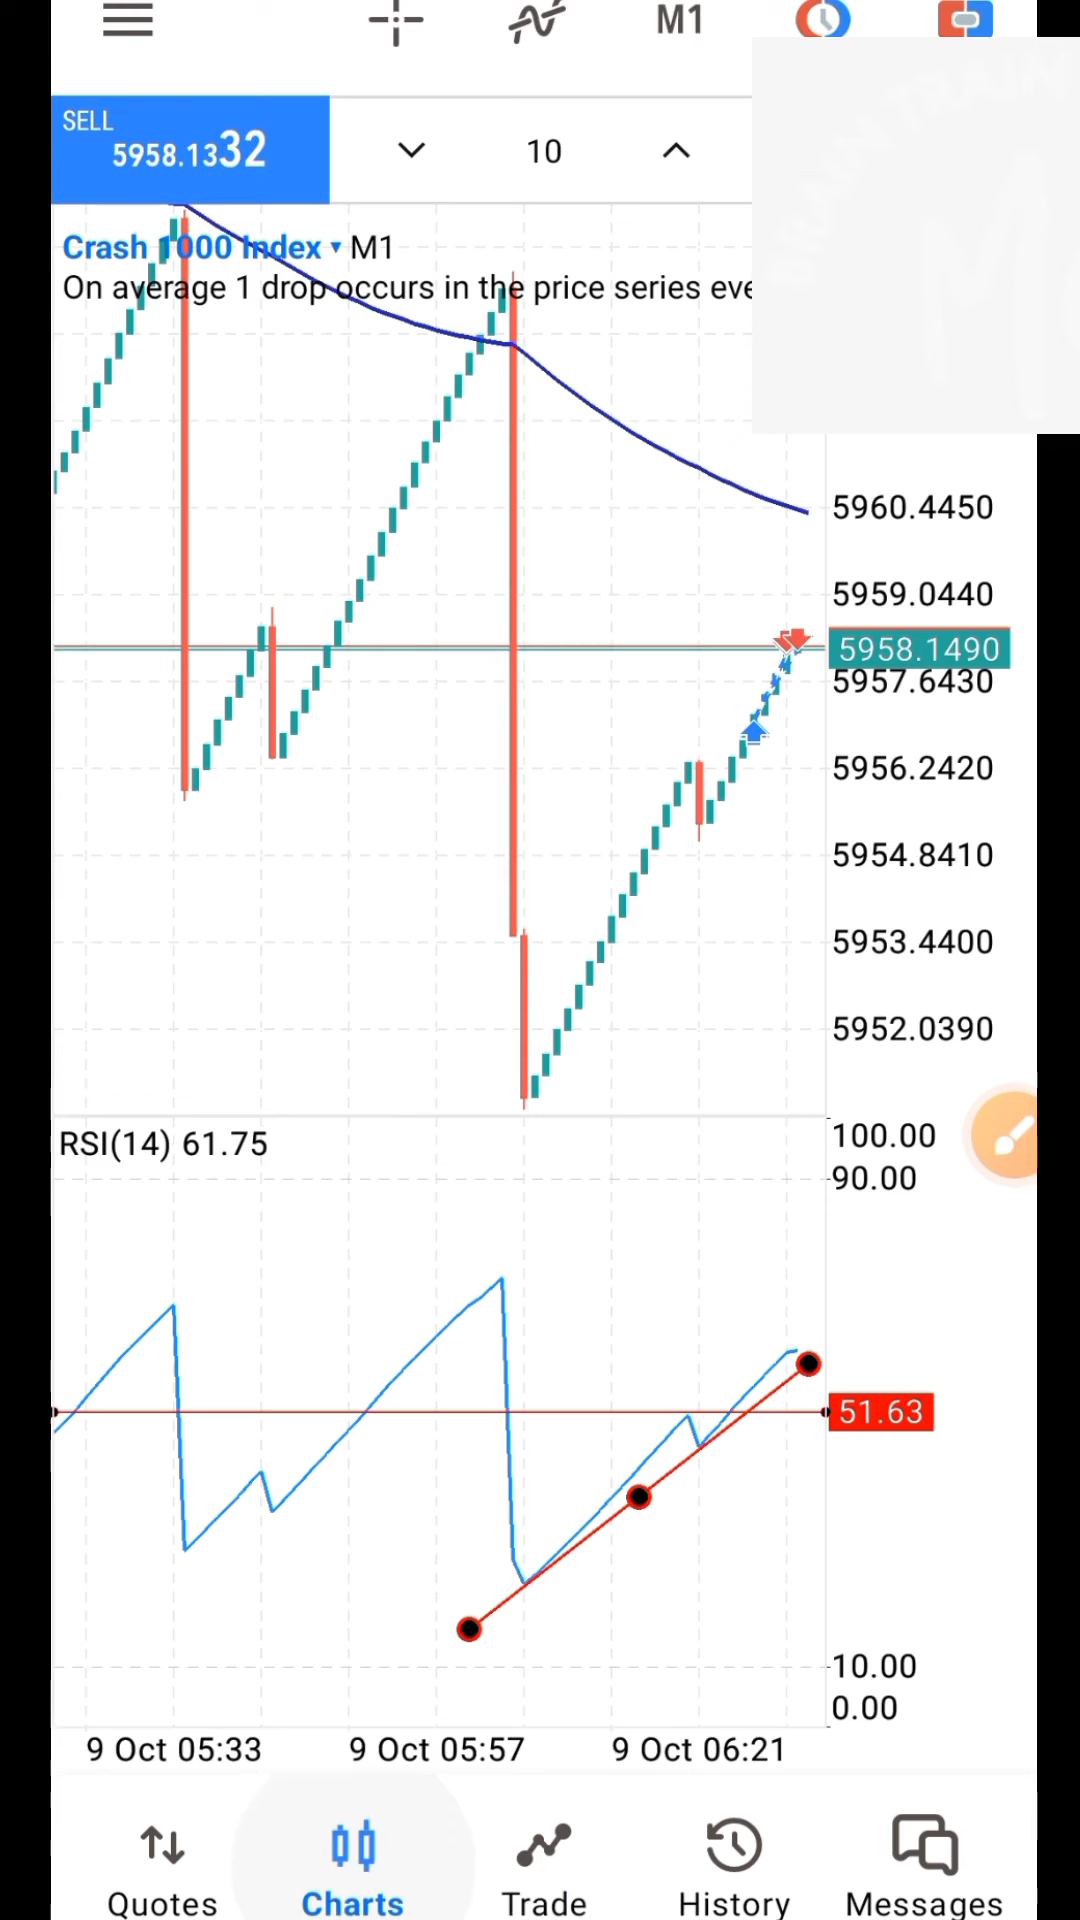 M1
SELL
5958.1332
10
Crash 1000 Index ▾ M1
On average 1 drop occurs in the price series eve
5960.4450
5959.0440
5958.1490
5957.6430
5956.2420
5954.8410
5953.4400
5952.0390
RSI(14) 61.75
100.00
90.00
51.63
10.00
0.00
9 Oct 05:33
9 Oct 05:57
9 Oct 06:21
Quotes
Charts
Trade
History
Messages